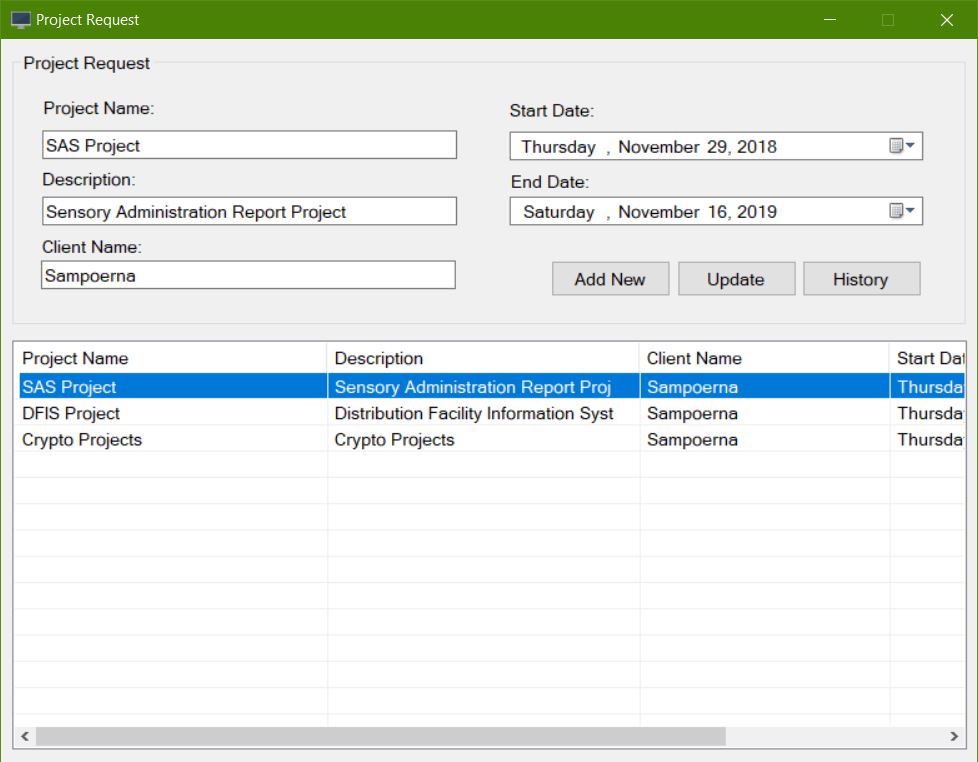 Project Request
Project Request
Project Name:
SAS Project
Description:
Sensory Administration Report Project
Client Name:
Sampoerna
Start Date:
Thursday , November 29, 2018
End Date:
Saturday , November 16, 2019
Add New Update History
Project Name Description Client Name Start Dat
SAS Project Sensory Administration Report Proj Sampoerna Thursda
DFIS Project Distribution Facility Information Syst Sampoerna Thursda
Crypto Projects Crypto Projects Sampoerna Thursda